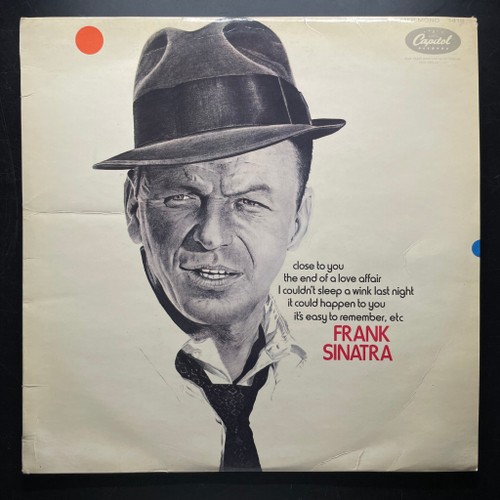 Capitol
RECORDS
close to you
the end of a love affair
I couldn't sleep a wink last night
it could happen to you
it's easy to remember, etc
FRANK
SINATRA